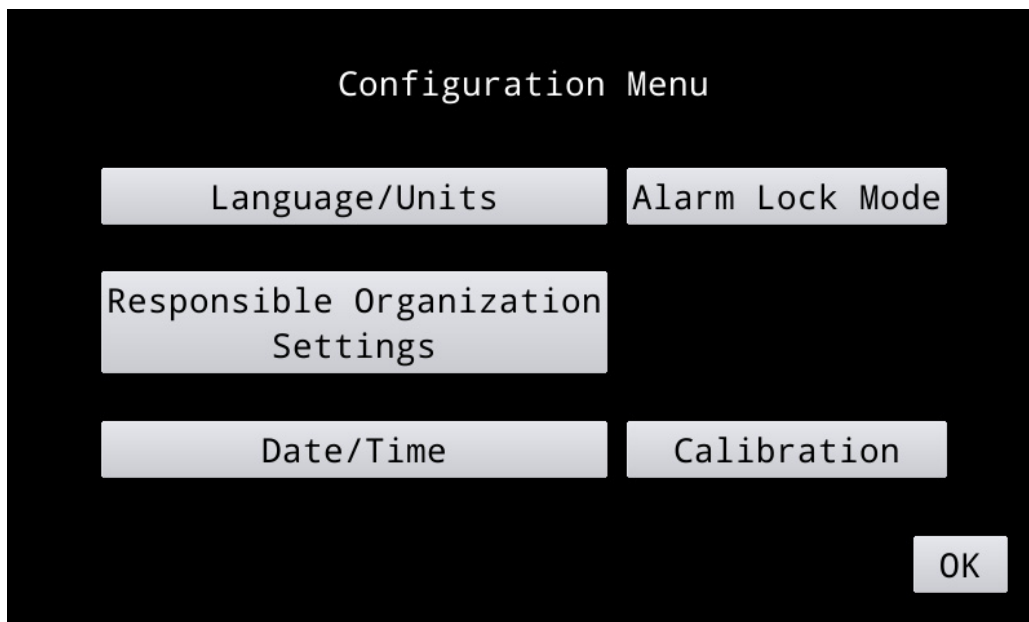 Configuration Menu
Language/Units
Alarm Lock Mode
Responsible Organization
Settings
Date/Time
Calibration
OK